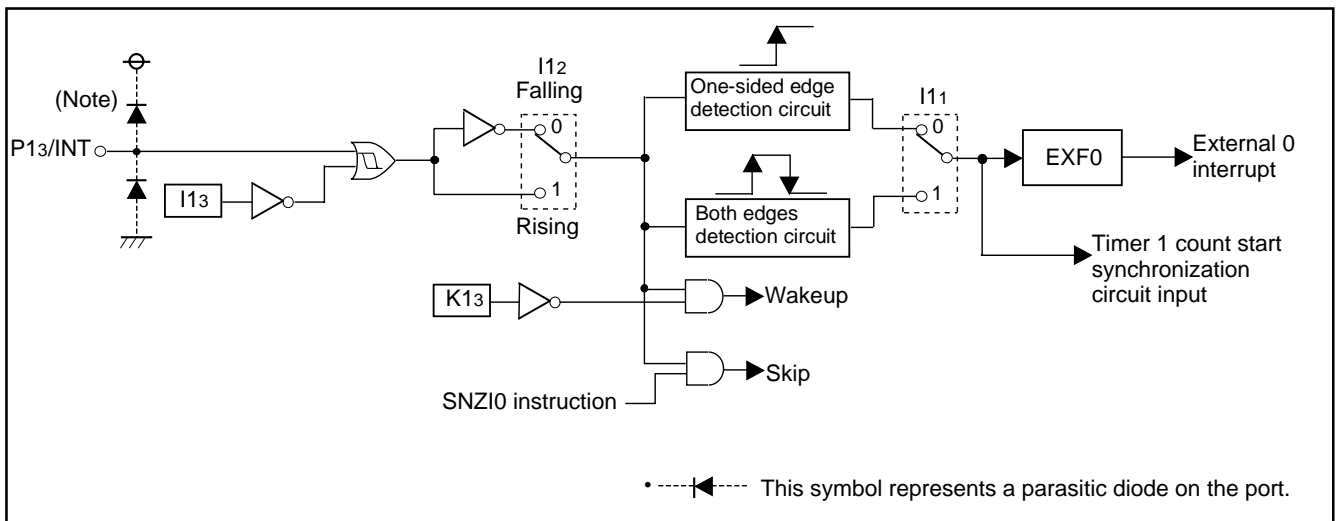 I12
Falling
0
1
Rising
(Note)
P13/INT
I13
One-sided edge
detection circuit
Both edges
detection circuit
I11
0
1
EXF0
External 0
interrupt
Timer 1 count start
synchronization
circuit input
K13
Wakeup
Skip
SNZI0 instruction
• This symbol represents a parasitic diode on the port.